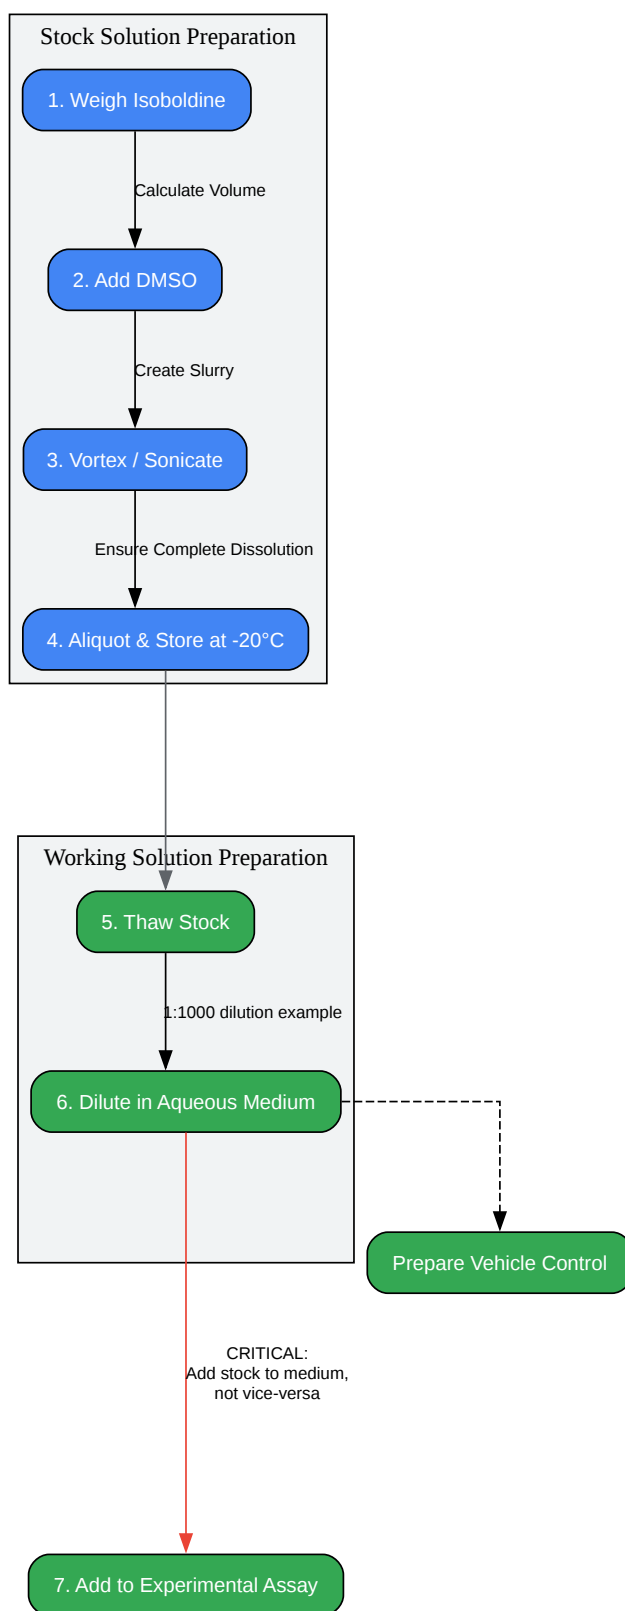 Stock Solution Preparation
1. Weigh Isoboldine
Calculate Volume
2. Add DMSO
Create Slurry
3. Vortex / Sonicate
Ensure Complete Dissolution
4. Aliquot & Store at -20°C
Working Solution Preparation
5. Thaw Stock
1:1000 dilution example
6. Dilute in Aqueous Medium
Prepare Vehicle Control
CRITICAL:
Add stock to medium,
not vice-versa
7. Add to Experimental Assay